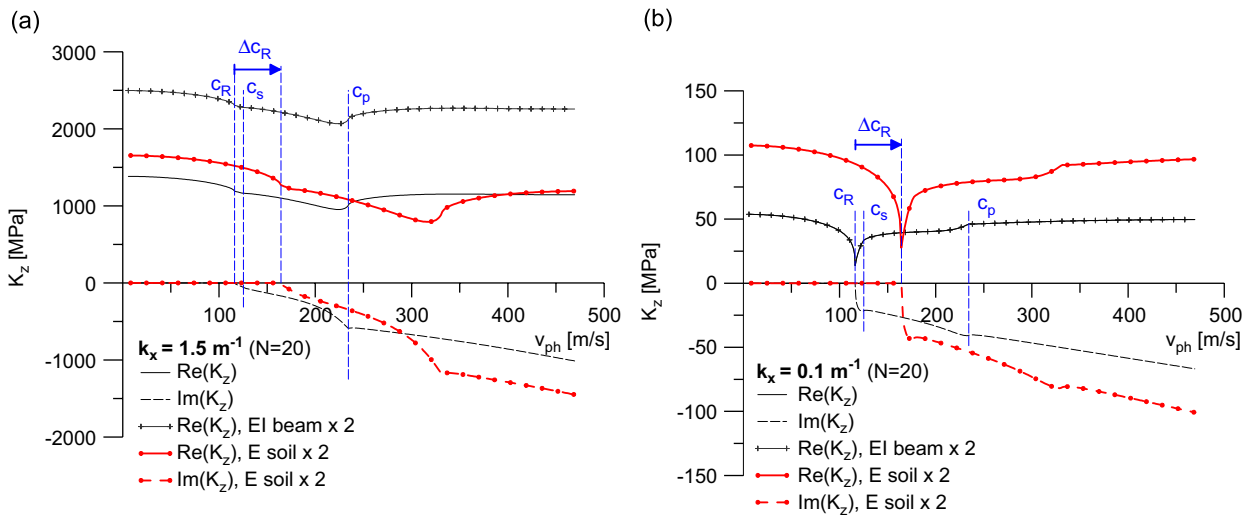 (a)
3000
2000
1000
0
-1000
-2000
K_z [MPa]
Δc_R
c_R
c_s
c_p
100
200
300
400
500
v_ph [m/s]
k_x = 1.5 m⁻¹ (N=20)
Re(K_z)
Im(K_z)
Re(K_z), EI beam x 2
Re(K_z), E soil x 2
Im(K_z), E soil x 2
(b)
150
100
50
0
-50
-100
-150
K_z [MPa]
Δc_R
c_R
c_s
c_p
100
200
300
400
500
v_ph [m/s]
k_x = 0.1 m⁻¹ (N=20)
Re(K_z)
Im(K_z)
Re(K_z), EI beam x 2
Re(K_z), E soil x 2
Im(K_z), E soil x 2